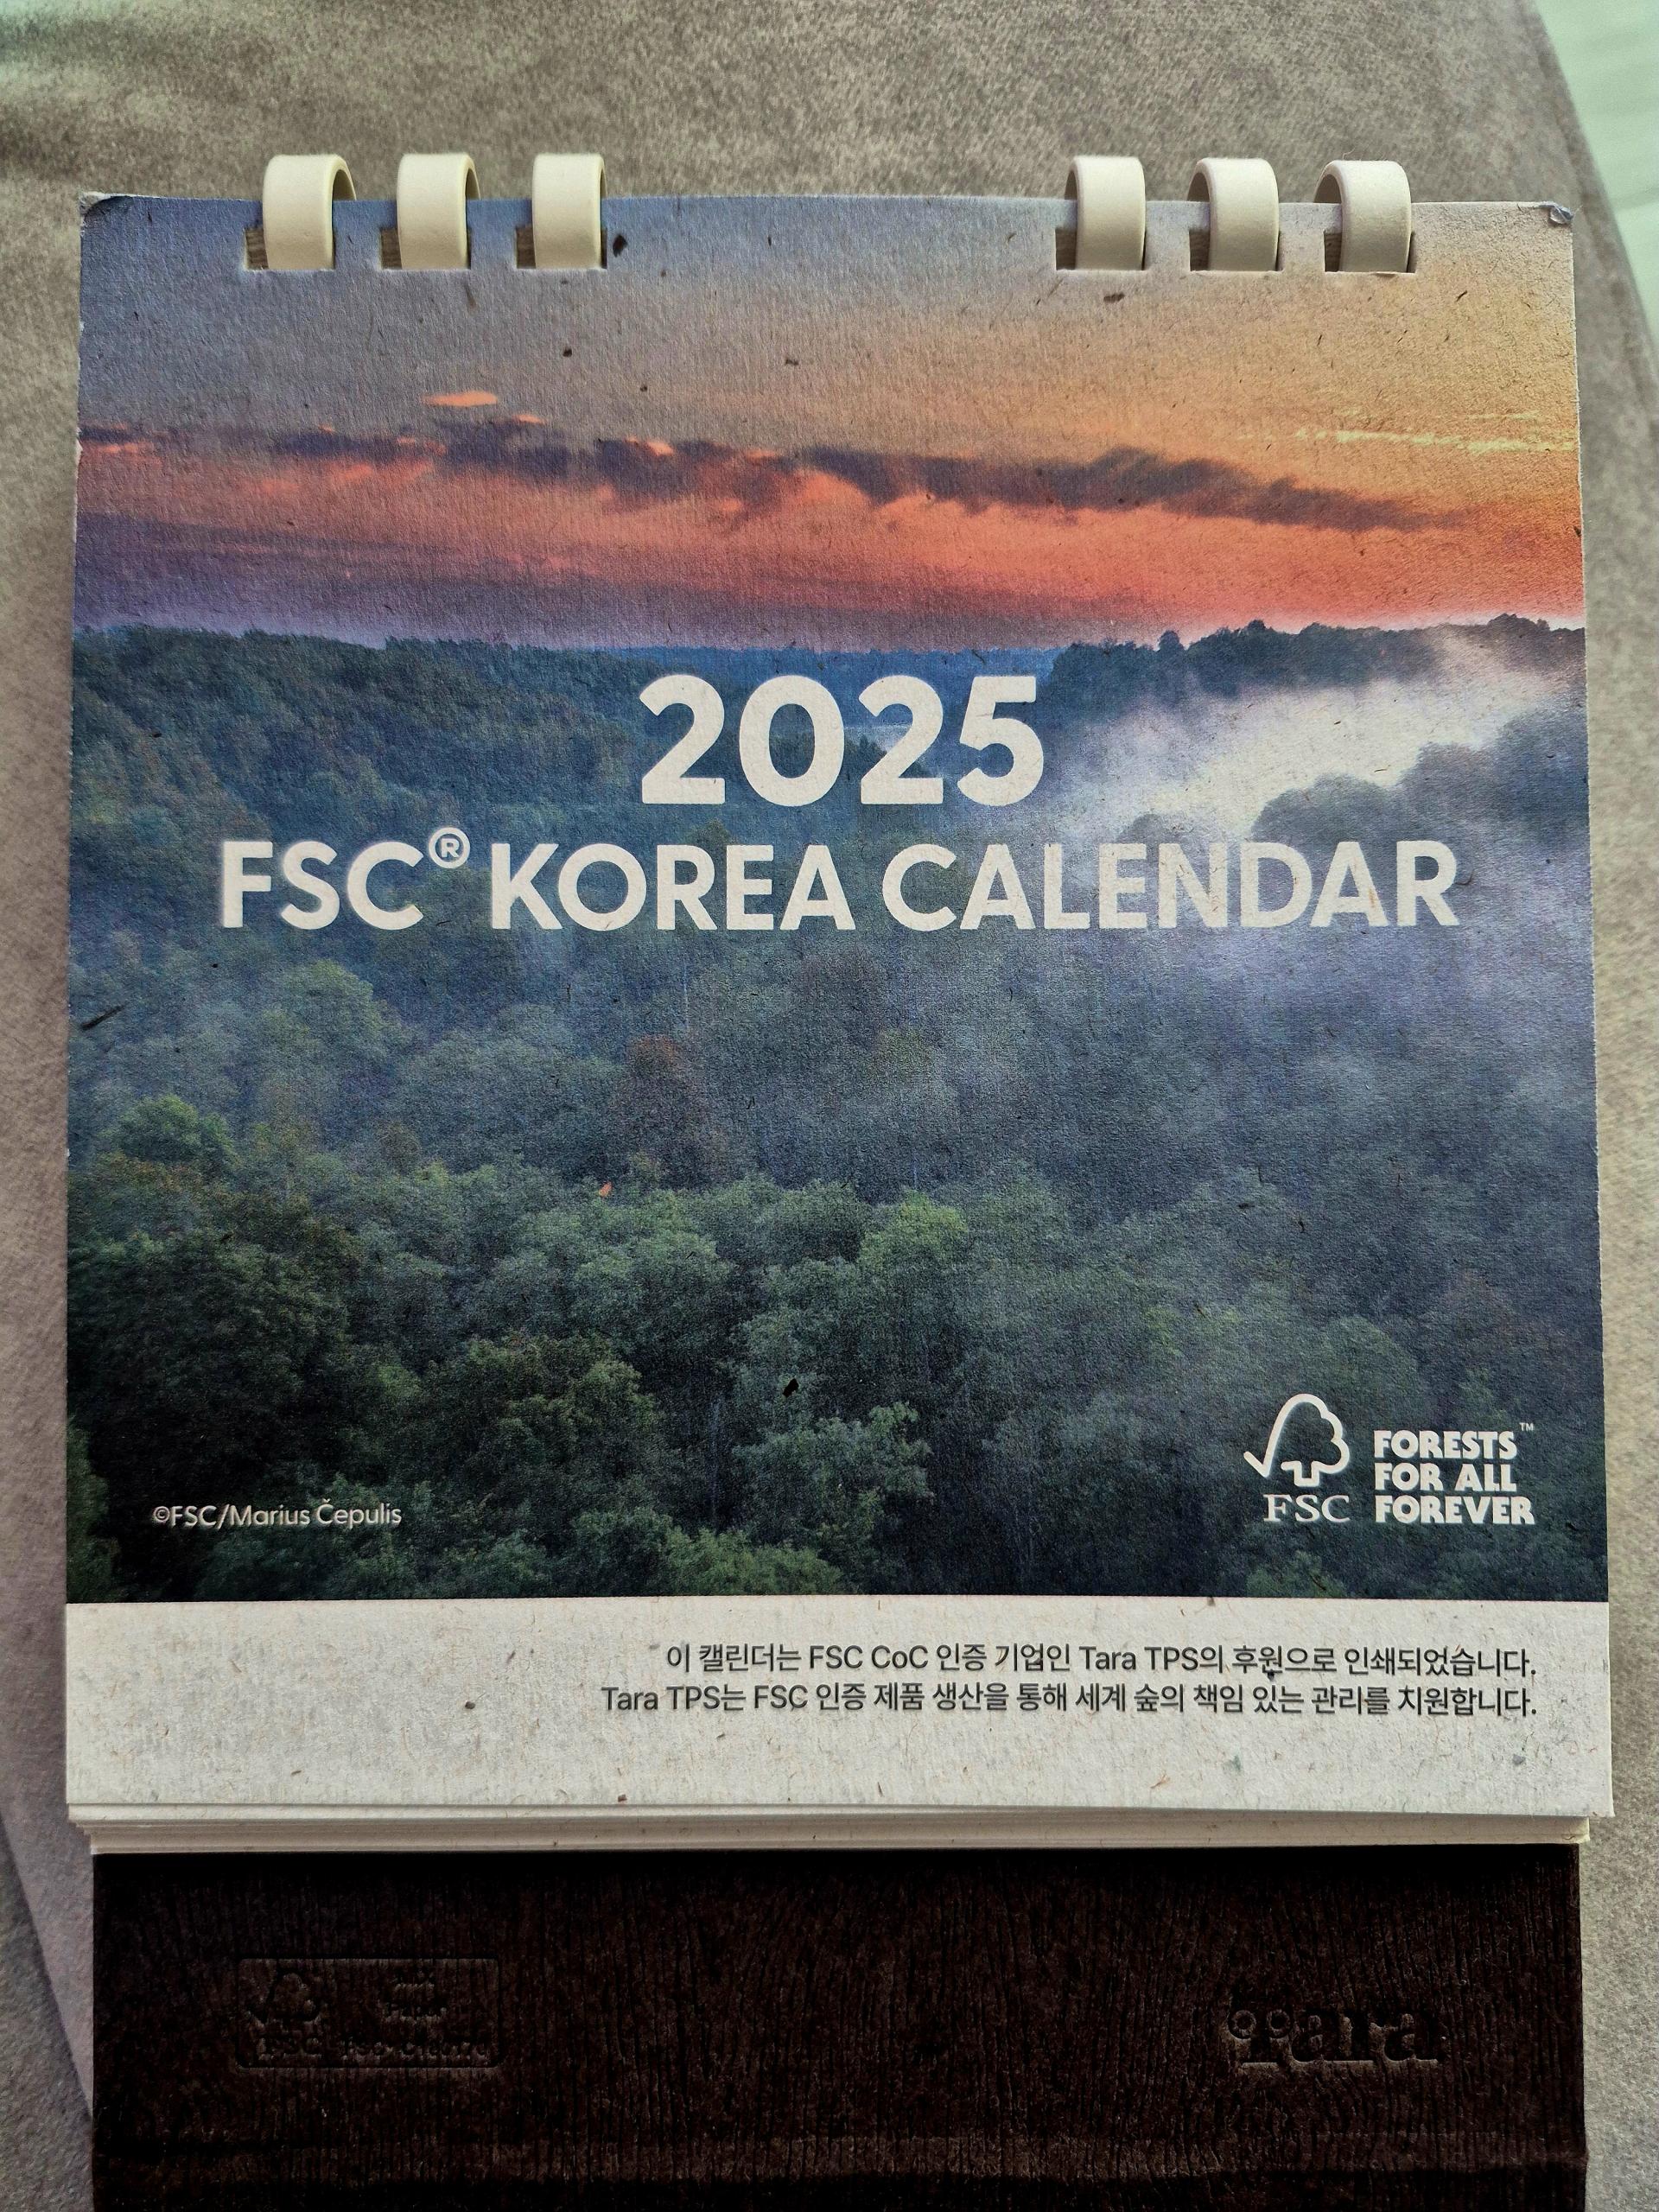 2025
FSC® KOREA CALENDAR
©FSC/Marius Čepulis
FSC
FORESTS™
FOR ALL
FOREVER
이 캘린더는 FSC CoC 인증 기업인 Tara TPS의 후원으로 인쇄되었습니다.
Tara TPS는 FSC 인증 제품 생산을 통해 세계 숲의 책임 있는 관리를 지원합니다.
MIX
Paper
FSC
Tara